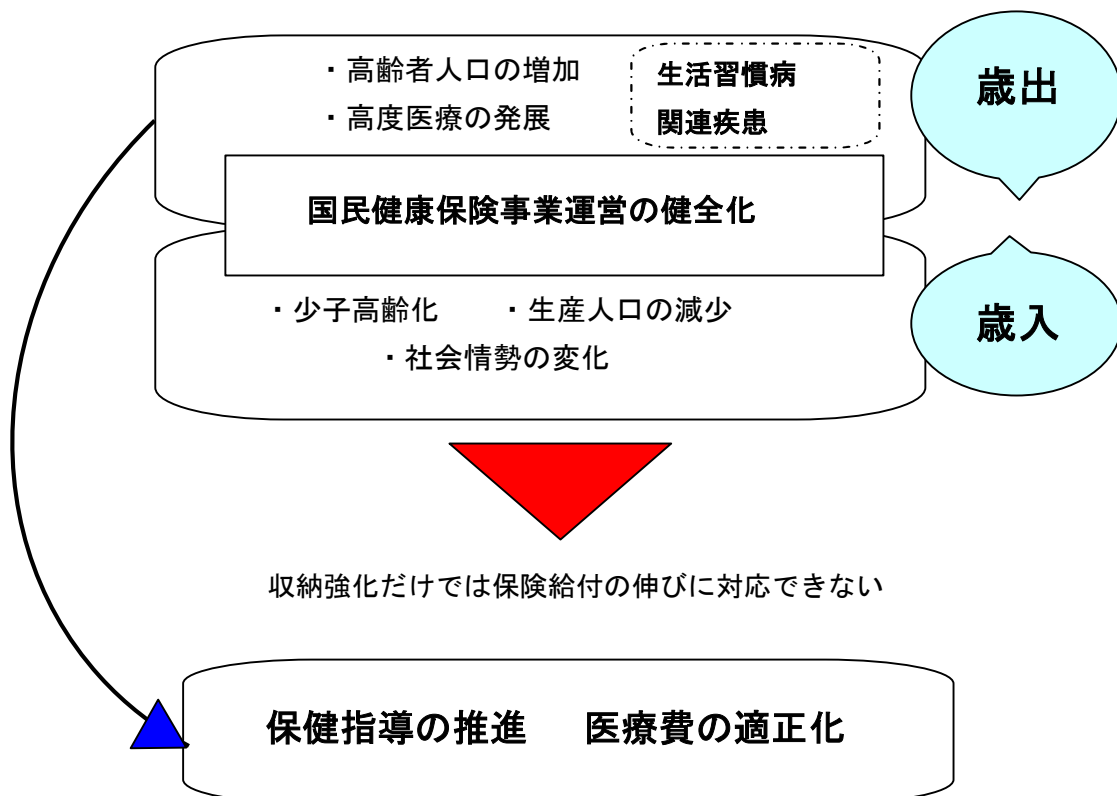 ・高齢者人口の増加
・高度医療の発展
生活習慣病
関連疾患
歳出
国民健康保険事業運営の健全化
・少子高齢化　・生産人口の減少
・社会情勢の変化
歳入
収納強化だけでは保険給付の伸びに対応できない
保健指導の推進　医療費の適正化